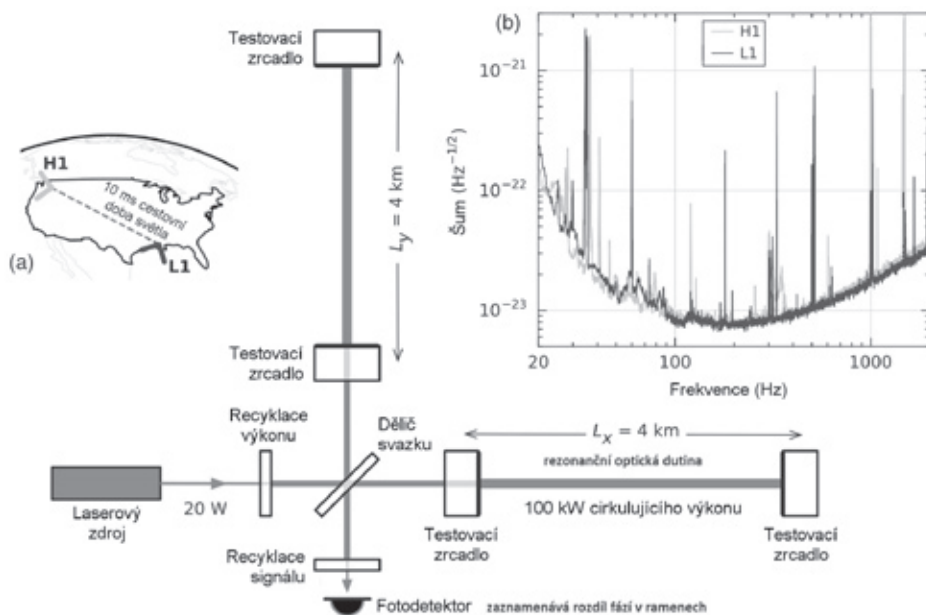 Testovací
zrcadlo
(b)
H1
L1
10⁻²¹
10⁻²²
10⁻²³
Šum (Hz⁻¹/²)
20
100
1000
Frekvence (Hz)
H1
10 ms cestovní
doba světla
L1
(a)
L_y = 4 km
Testovací
zrcadlo
Recyklace
výkonu
Dělič
svazku
L_x = 4 km
rezonanční optická dutina
100 kW cirkulujícího výkonu
Testovací
zrcadlo
Testovací
zrcadlo
20 W
Laserový
zdroj
Recyklace
signálu
Fotodetektor zaznamenává rozdíl fází v ramenech